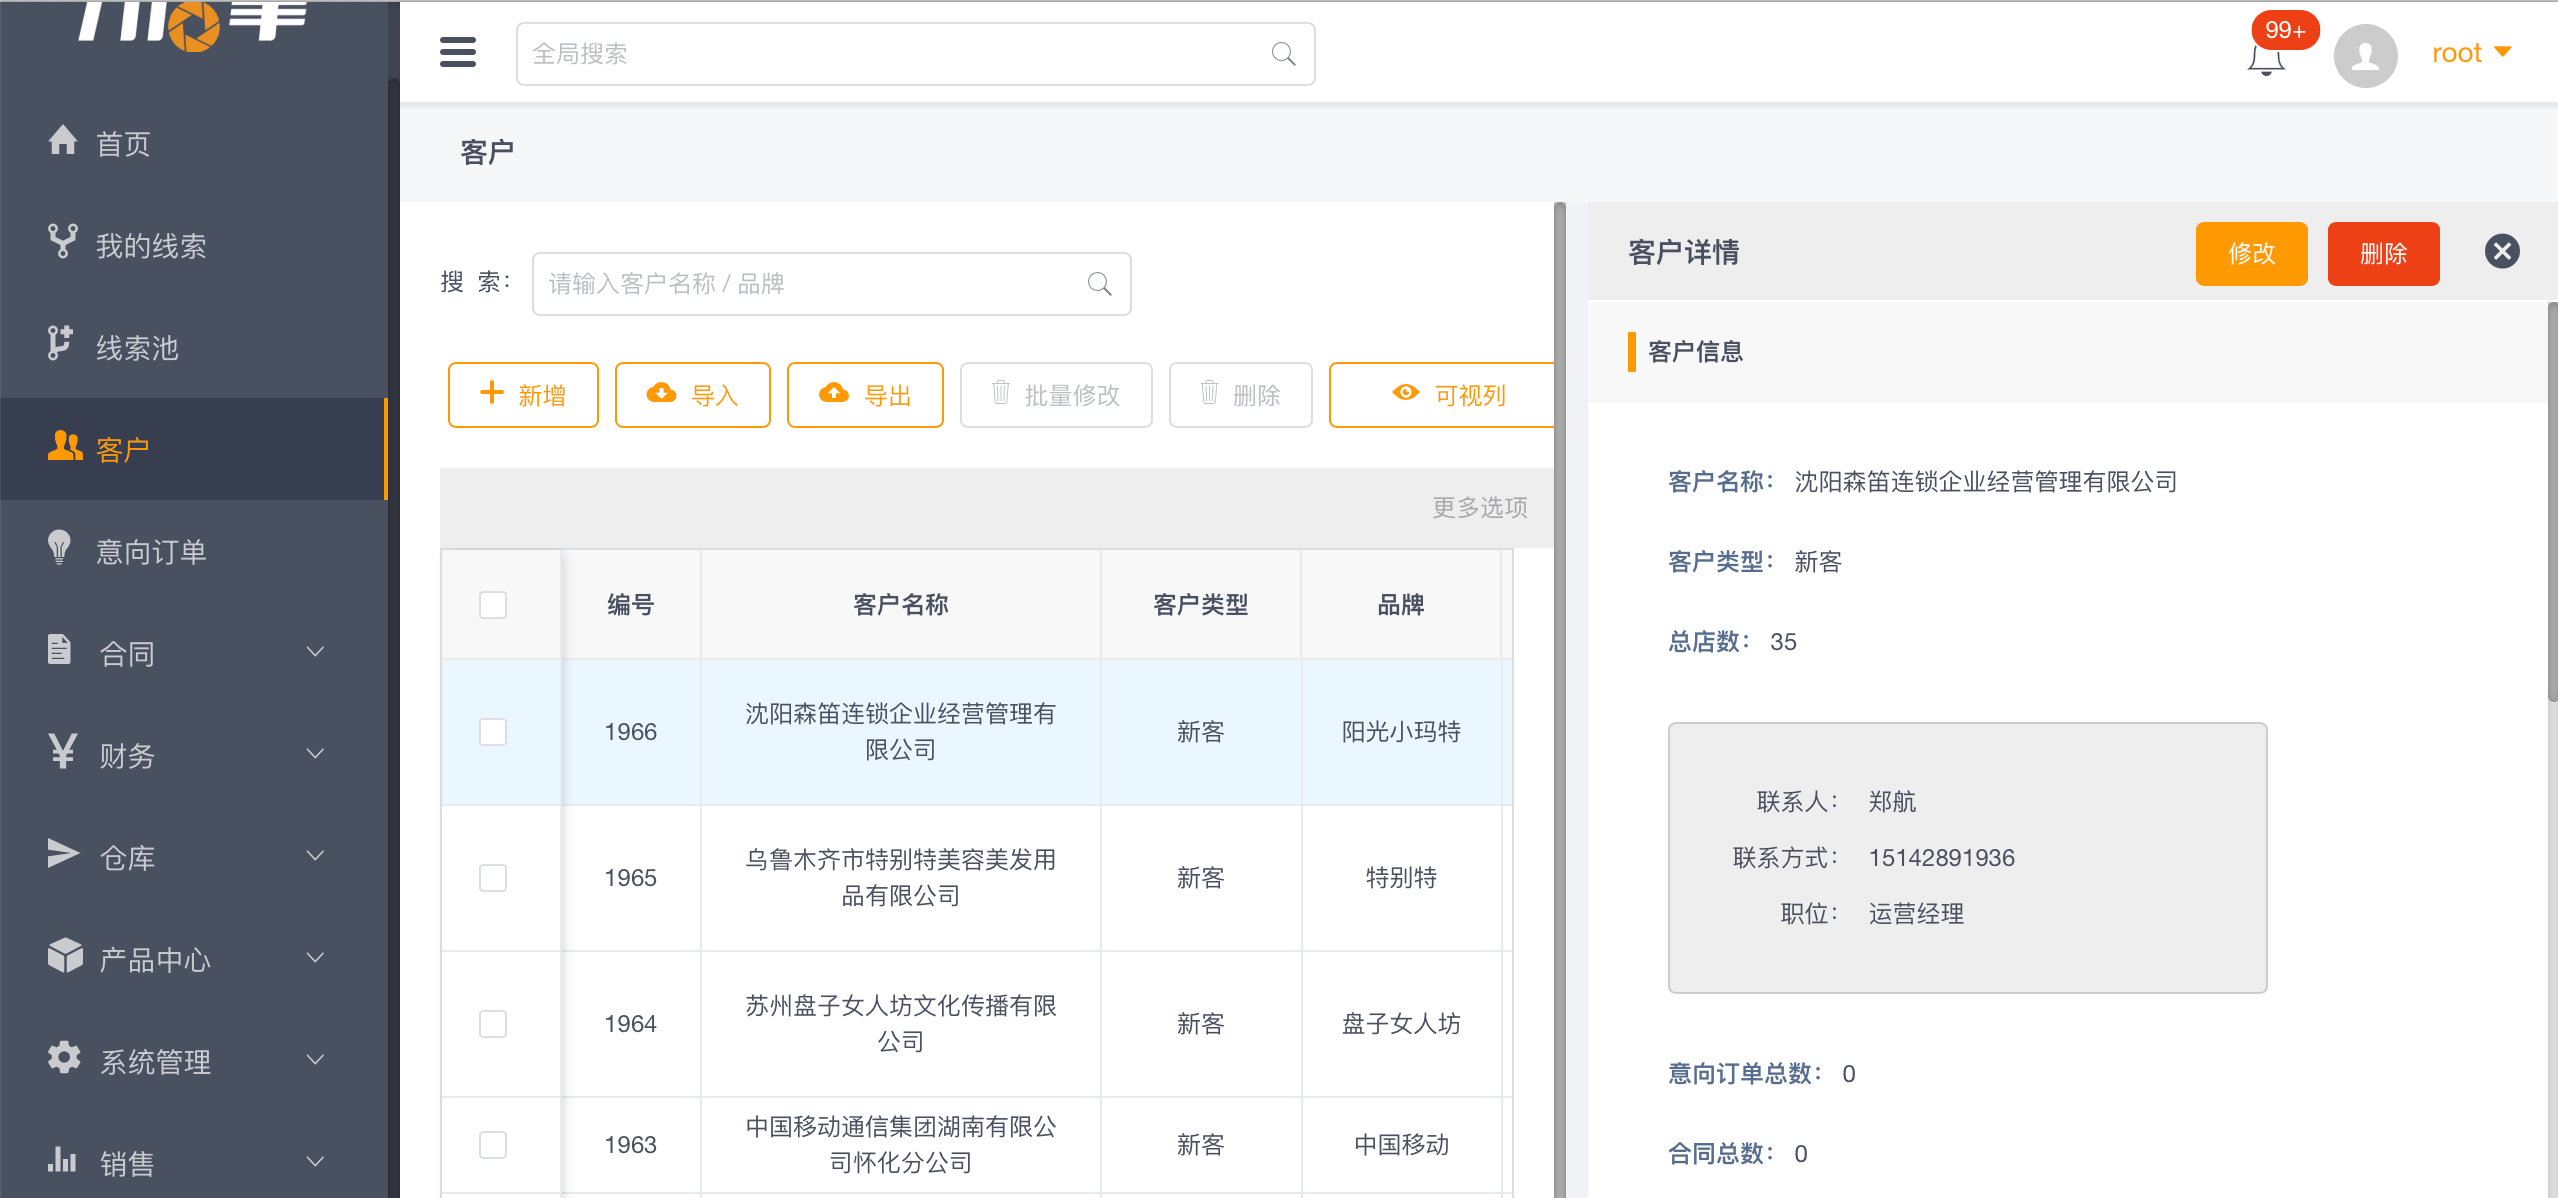 全局搜索
99+
root
首页
我的线索
线索池
客户
意向订单
合同
财务
仓库
产品中心
系统管理
销售
客户
搜 索：
请输入客户名称 / 品牌
新增
导入
导出
批量修改
删除
可视列
更多选项
编号 客户名称 客户类型 品牌
1966 沈阳森笛连锁企业经营管理有
限公司 新客 阳光小玛特
1965 乌鲁木齐市特别特美容美发用
品有限公司 新客 特别特
1964 苏州盘子女人坊文化传播有限
公司 新客 盘子女人坊
1963 中国移动通信集团湖南有限公
司怀化分公司 新客 中国移动
客户详情
修改
删除
客户信息
客户名称： 沈阳森笛连锁企业经营管理有限公司
客户类型： 新客
总店数： 35
联系人： 郑航
联系方式： 15142891936
职位： 运营经理
意向订单总数： 0
合同总数： 0